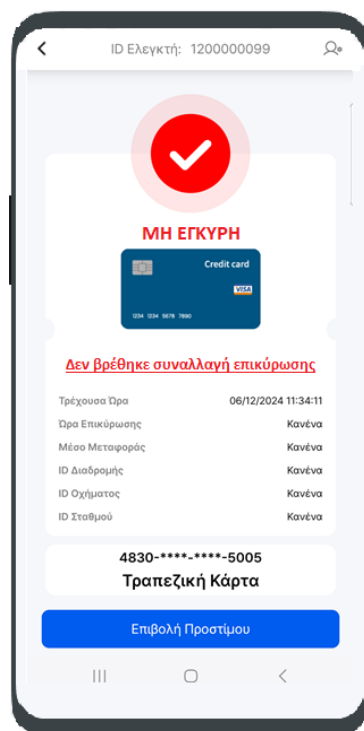 ID Ελεγκτή: 1200000099
ΜΗ ΕΓΚΥΡΗ
Credit card
VISA
1234 1234 5678 7890
Δεν βρέθηκε συναλλαγή επικύρωσης
Τρέχουσα Ώρα 06/12/2024 11:34:11
Ώρα Επικύρωσης Κανένα
Μέσο Μεταφοράς Κανένα
ID Διαδρομής Κανένα
ID Οχήματος Κανένα
ID Σταθμού Κανένα
4830-****-****-5005
Τραπεζική Κάρτα
Επιβολή Προστίμου